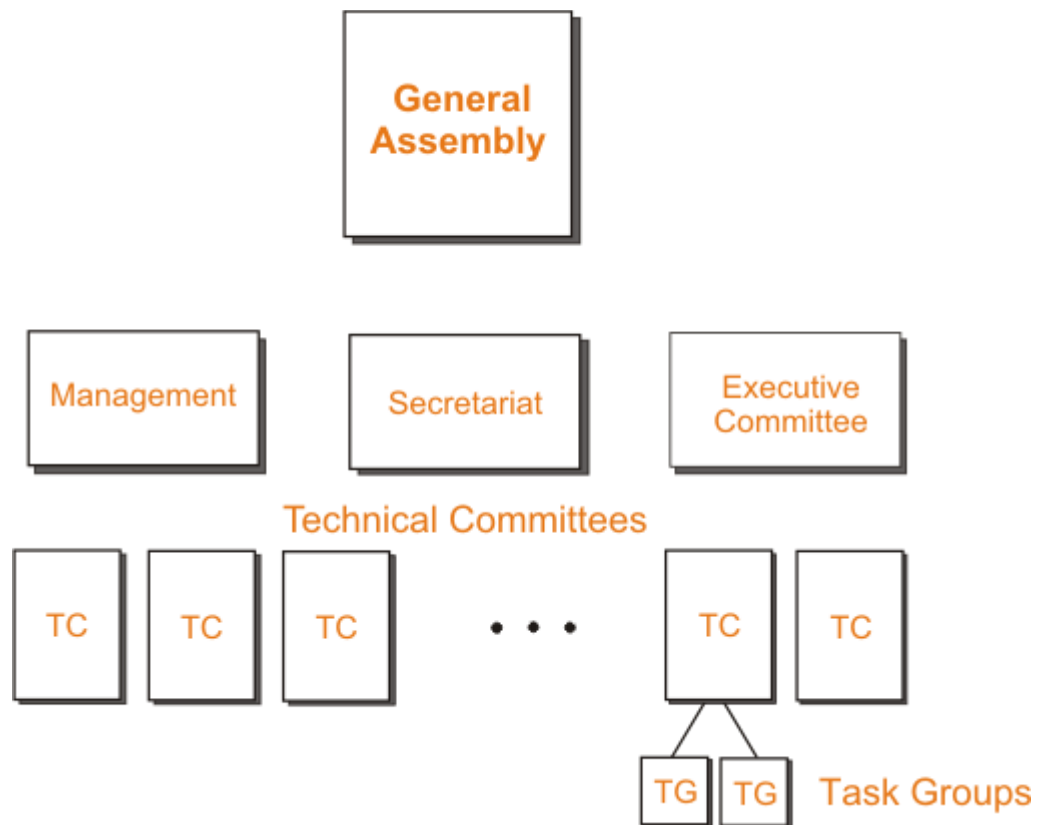 General
Assembly
Management
Secretariat
Executive
Committee
Technical Committees
TC
TC
TC
TC
TC
TG
TG
Task Groups